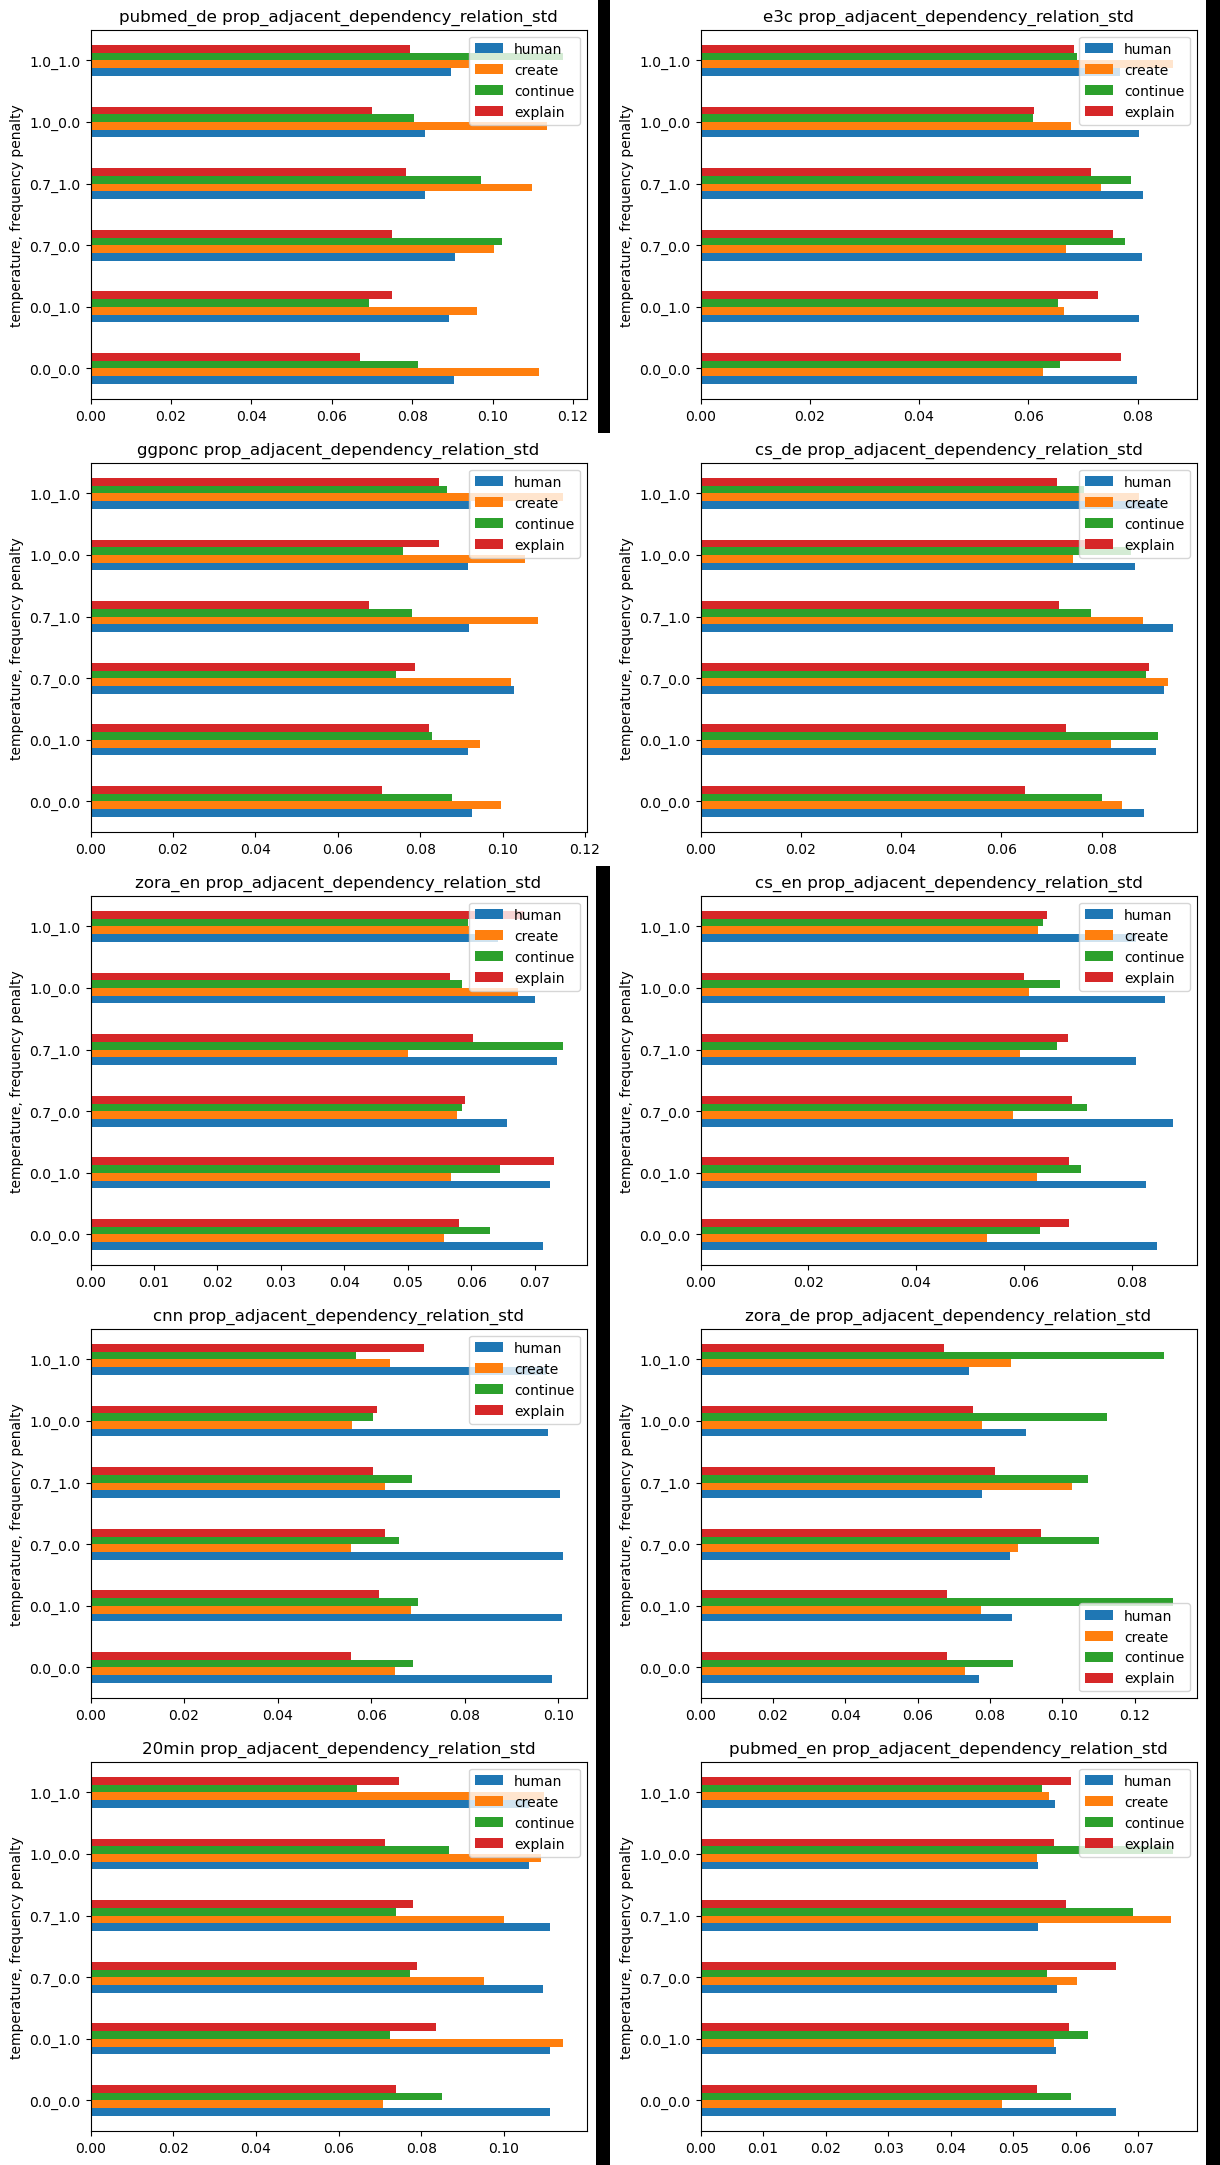 pubmed_de prop_adjacent_dependency_relation_std
temperature, frequency penalty
1.0_1.0
1.0_0.0
0.7_1.0
0.7_0.0
0.0_1.0
0.0_0.0
0.00 0.02 0.04 0.06 0.08 0.10 0.12
human
create
continue
explain
e3c prop_adjacent_dependency_relation_std
temperature, frequency penalty
1.0_1.0
1.0_0.0
0.7_1.0
0.7_0.0
0.0_1.0
0.0_0.0
0.00 0.02 0.04 0.06 0.08
human
create
continue
explain
ggponc prop_adjacent_dependency_relation_std
temperature, frequency penalty
1.0_1.0
1.0_0.0
0.7_1.0
0.7_0.0
0.0_1.0
0.0_0.0
0.00 0.02 0.04 0.06 0.08 0.10 0.12
human
create
continue
explain
cs_de prop_adjacent_dependency_relation_std
temperature, frequency penalty
1.0_1.0
1.0_0.0
0.7_1.0
0.7_0.0
0.0_1.0
0.0_0.0
0.00 0.02 0.04 0.06 0.08
human
create
continue
explain
zora_en prop_adjacent_dependency_relation_std
temperature, frequency penalty
1.0_1.0
1.0_0.0
0.7_1.0
0.7_0.0
0.0_1.0
0.0_0.0
0.00 0.01 0.02 0.03 0.04 0.05 0.06 0.07
human
create
continue
explain
cs_en prop_adjacent_dependency_relation_std
temperature, frequency penalty
1.0_1.0
1.0_0.0
0.7_1.0
0.7_0.0
0.0_1.0
0.0_0.0
0.00 0.02 0.04 0.06 0.08
human
create
continue
explain
cnn prop_adjacent_dependency_relation_std
temperature, frequency penalty
1.0_1.0
1.0_0.0
0.7_1.0
0.7_0.0
0.0_1.0
0.0_0.0
0.00 0.02 0.04 0.06 0.08 0.10
human
create
continue
explain
zora_de prop_adjacent_dependency_relation_std
temperature, frequency penalty
1.0_1.0
1.0_0.0
0.7_1.0
0.7_0.0
0.0_1.0
0.0_0.0
0.00 0.02 0.04 0.06 0.08 0.10 0.12
human
create
continue
explain
20min prop_adjacent_dependency_relation_std
temperature, frequency penalty
1.0_1.0
1.0_0.0
0.7_1.0
0.7_0.0
0.0_1.0
0.0_0.0
0.00 0.02 0.04 0.06 0.08 0.10
human
create
continue
explain
pubmed_en prop_adjacent_dependency_relation_std
temperature, frequency penalty
1.0_1.0
1.0_0.0
0.7_1.0
0.7_0.0
0.0_1.0
0.0_0.0
0.00 0.01 0.02 0.03 0.04 0.05 0.06 0.07
human
create
continue
explain